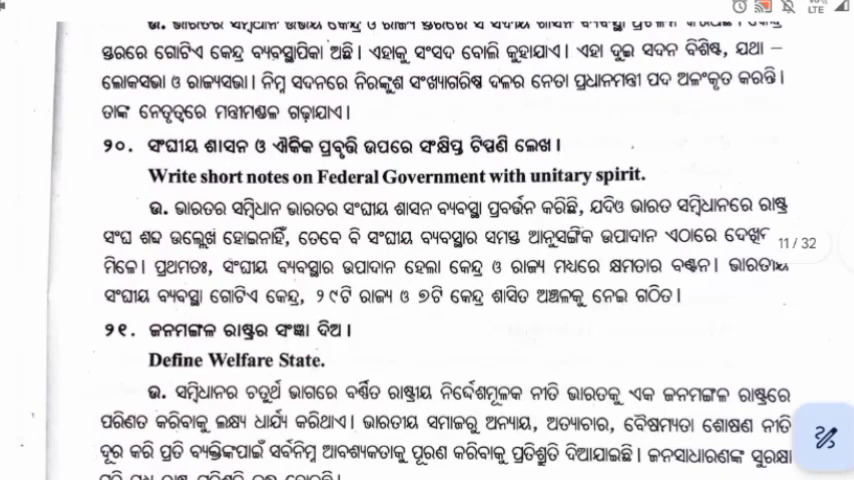 ସ୍ତରରେ ଗୋଟିଏ କେନ୍ଦ୍ର ବ୍ୟବସ୍ଥାପିକା ଅଛି । ଏହାକୁ ସଂସଦ ବୋଲି କୁହାଯାଏ । ଏହା ଦୁଇ ସଦନ ବିଶିଷ୍ଟ, ଯଥା –
ଲୋକସଭା ଓ ରାଜ୍ୟସଭା । ନିମ୍ନ ସଦନରେ ନିରଙ୍କୁଶ ସଂଖ୍ୟାଗରିଷ୍ଠ ଦଳର ନେତା ପ୍ରଧାନମନ୍ତ୍ରୀ ପଦ ଅଳଂକୃତ କରନ୍ତି ।
ତାଙ୍କ ନେତୃତ୍ୱରେ ମନ୍ତ୍ରୀମଣ୍ଡଳ ଗଢ଼ାଯାଏ ।
୨୦. ସଂଘୀୟ ଶାସନ ଓ ଐକିକ ପ୍ରବୃତ୍ତି ଉପରେ ସଂକ୍ଷିପ୍ତ ଟିପ୍ପଣି ଲେଖ ।
Write short notes on Federal Government with unitary spirit.
ଉ. ଭାରତର ସମ୍ବିଧାନ ଭାରତର ସଂଘୀୟ ଶାସନ ବ୍ୟବସ୍ଥା ପ୍ରବର୍ତ୍ତନ କରିଛି, ଯଦିଓ ଭାରତ ସମ୍ବିଧାନରେ ରାଷ୍ଟ୍ର
ସଂଘ ଶବ୍ଦ ଉଲ୍ଲେଖ ହୋଇନାହିଁ, ତେବେ ବି ସଂଘୀୟ ବ୍ୟବସ୍ଥାର ସମସ୍ତ ଆନୁସଙ୍ଗିକ ଉପାଦାନ ଏଠାରେ
11 / 32
ମିଳେ । ପ୍ରଥମତଃ, ସଂଘୀୟ ବ୍ୟବସ୍ଥାର ଉପାଦାନ ହେଲା କେନ୍ଦ୍ର ଓ ରାଜ୍ୟ ମଧ୍ୟରେ କ୍ଷମତାର ବଣ୍ଟନ । ଭାରତୀୟ
ସଂଘୀୟ ବ୍ୟବସ୍ଥା ଗୋଟିଏ କେନ୍ଦ୍ର, ୨୯ଟି ରାଜ୍ୟ ଓ ୭ଟି କେନ୍ଦ୍ର ଶାସିତ ଅଞ୍ଚଳକୁ ନେଇ ଗଠିତ ।
୨୧. ଜନମଙ୍ଗଳ ରାଷ୍ଟ୍ରର ସଂଜ୍ଞା ଦିଅ ।
Define Welfare State.
ଉ. ସମ୍ବିଧାନର ଚତୁର୍ଥ ଭାଗରେ ବର୍ଣ୍ଣିତ ରାଷ୍ଟ୍ରୀୟ ନିର୍ଦ୍ଦେଶମୂଳକ ନୀତି ଭାରତକୁ ଏକ ଜନମଙ୍ଗଳ ରାଷ୍ଟ୍ରରେ
ପରିଣତ କରିବାକୁ ଲକ୍ଷ୍ୟ ଧାର୍ଯ୍ୟ କରିଥାଏ । ଭାରତୀୟ ସମାଜରୁ ଅନ୍ୟାୟ, ଅତ୍ୟାଚାର, ବୈଷମ୍ୟତା ଶୋଷଣ ନୀତି
ଦୂର କରି ପ୍ରତି ବ୍ୟକ୍ତିଙ୍କପାଇଁ ସର୍ବନିମ୍ନ ଆବଶ୍ୟକତାକୁ ପୂରଣ କରିବାକୁ ପ୍ରତିଶ୍ରୁତି ଦିଆଯାଇଛି । ଜନସାଧାରଣଙ୍କ ସୁରକ୍ଷା
LTE